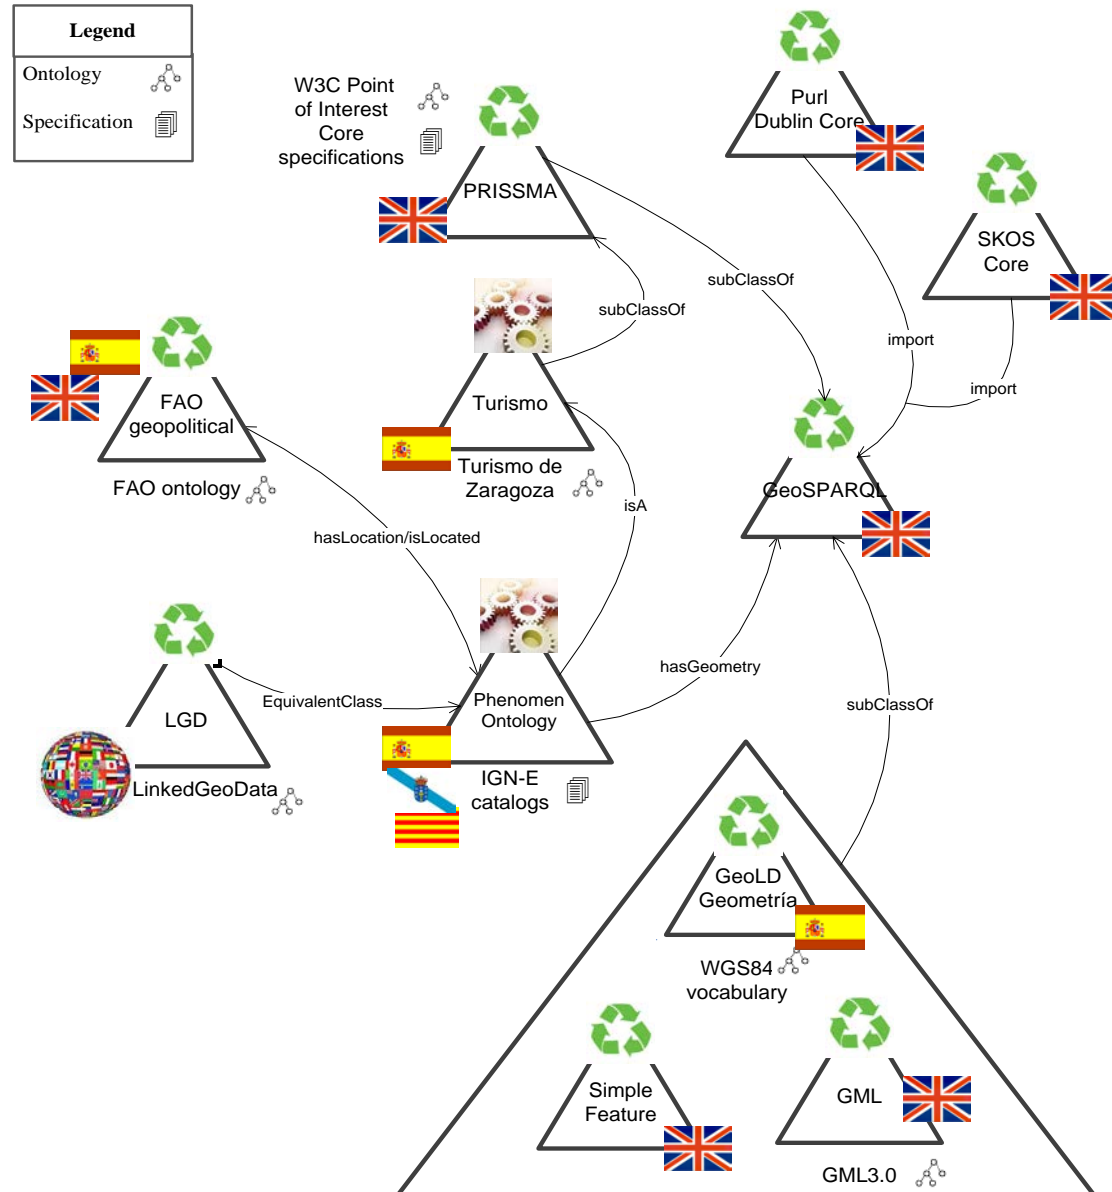 Legend
Ontology
Specification
W3C Point
of Interest
Core
specifications
PRISSMA
Purl
Dublin Core
SKOS
Core
subClassOf
subClassOf
import
import
FAO
geopolitical
FAO ontology
Turismo
Turismo de
Zaragoza
GeoSPARQL
isA
hasLocation/isLocated
LGD
LinkedGeoData
EquivalentClass
Phenomen
Ontology
IGN-E
catalogs
hasGeometry
subClassOf
GeoLD
Geometría
WGS84
vocabulary
Simple
Feature
GML
GML3.0